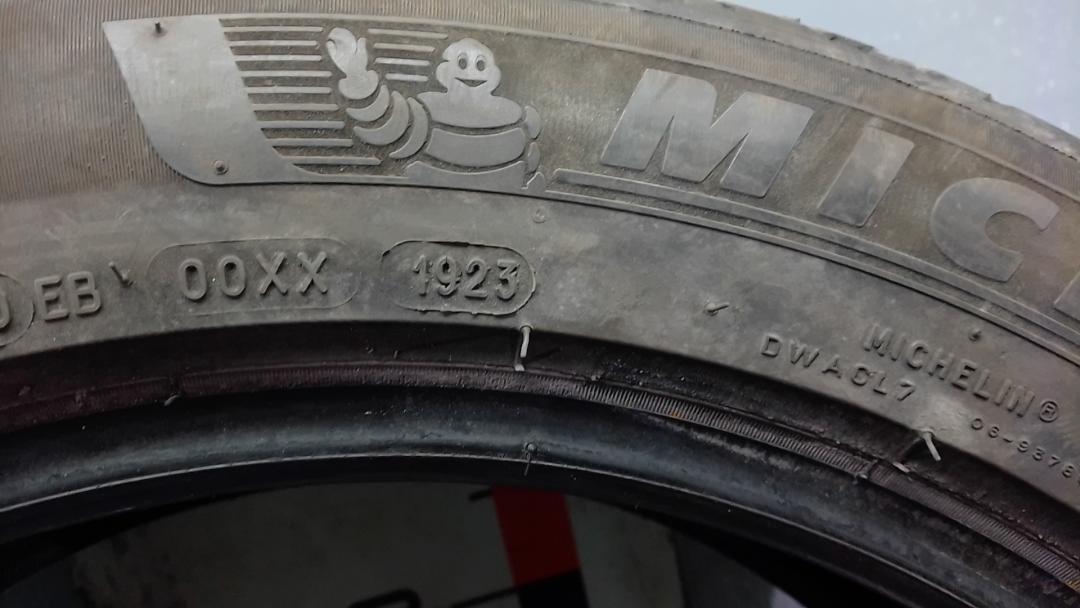 MIC
EB 00XX 1923
MICHELIN®
DWACL7